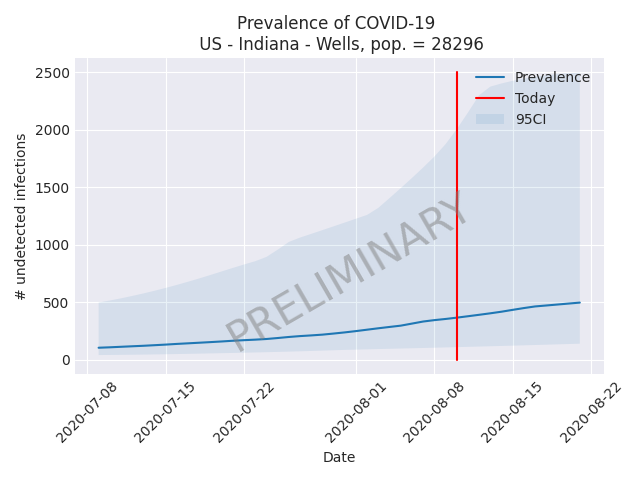 Prevalence of COVID-19
US - Indiana - Wells, pop. = 28296
2500
2000
1500
1000
500
0
# undetected infections
Prevalence
Today
95CI
PRELIMINARY
2020-07-08
2020-07-15
2020-07-22
2020-08-01
2020-08-08
2020-08-15
2020-08-22
Date